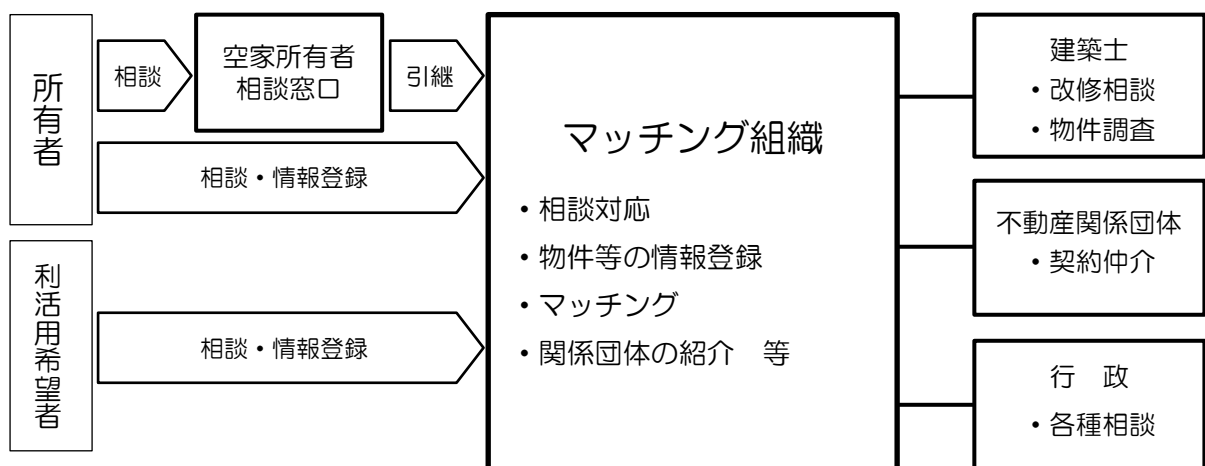 所有者
相談
空家所有者
相談窓口
引継
相談・情報登録
利活用希望者
相談・情報登録
マッチング組織
・相談対応
・物件等の情報登録
・マッチング
・関係団体の紹介　等
建築士
・改修相談
・物件調査
不動産関係団体
・契約仲介
行　政
・各種相談